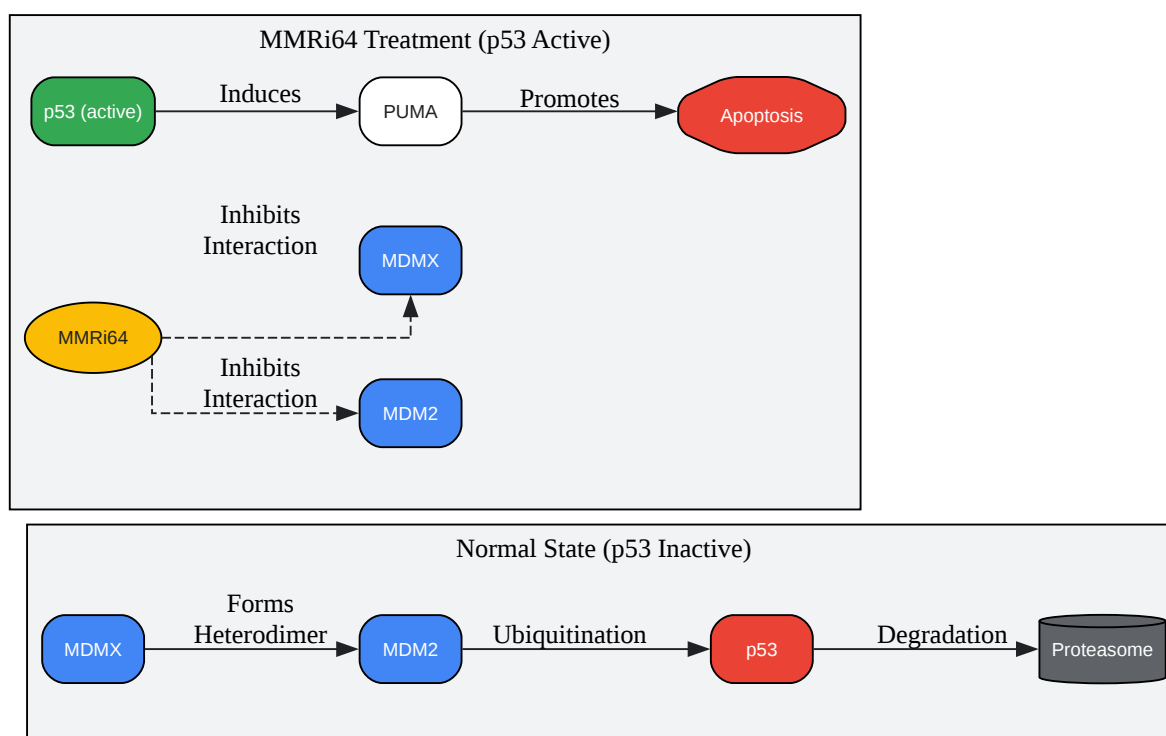 MMRi64 Treatment (p53 Active)
p53 (active)
Induces
PUMA
Promotes
Apoptosis
Inhibits
Interaction
MDMX
MMRi64
Inhibits
Interaction
MDM2
Normal State (p53 Inactive)
MDMX
Forms
Heterodimer
MDM2
Ubiquitination
p53
Degradation
Proteasome